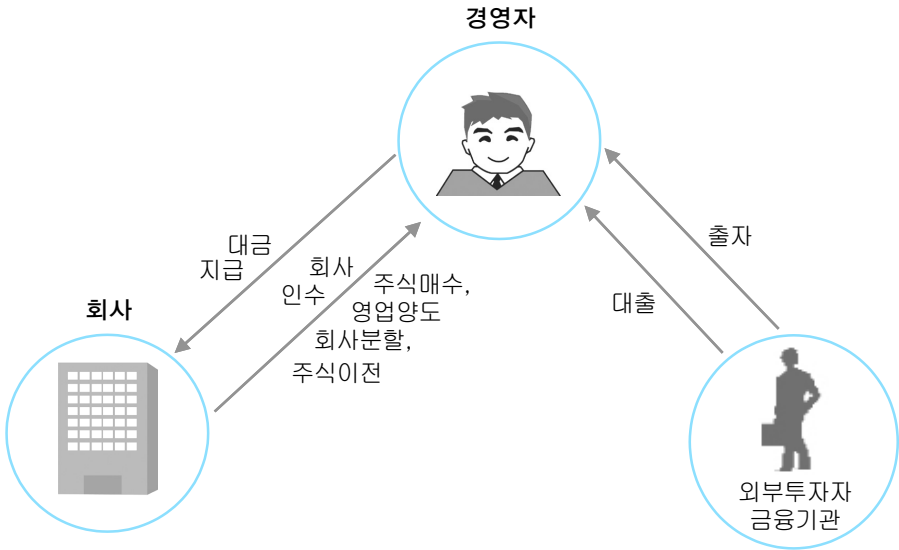 경영자
대금
지급
회사
인수
주식매수,
영업양도
회사분할,
주식이전
출자
대출
회사
외부투자자
금융기관